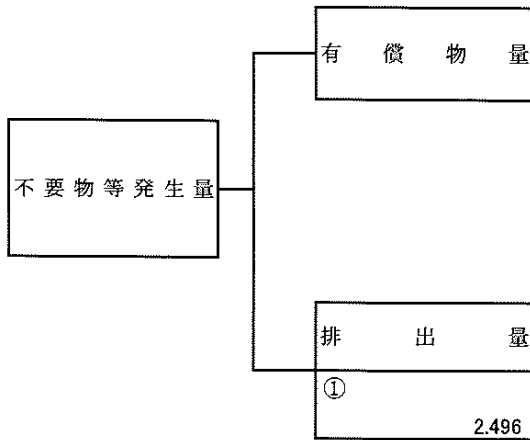 有償物量
不要物等発生量
排出量
①
2.496